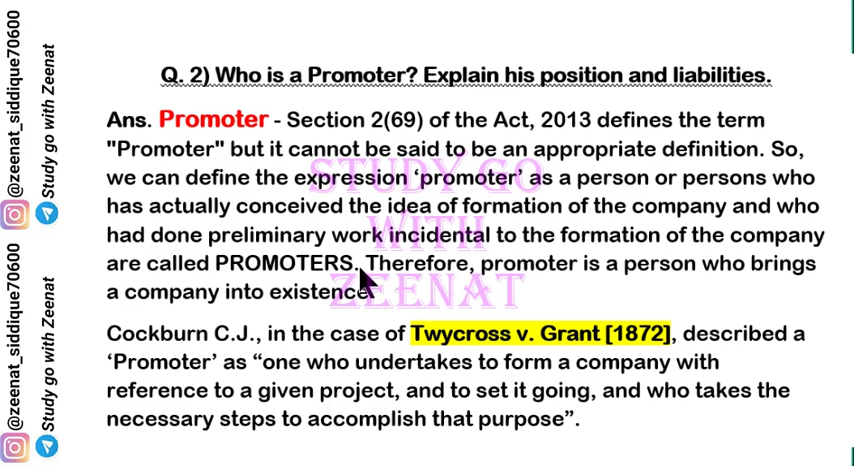 Q. 2) Who is a Promoter? Explain his position and liabilities.
Ans. Promoter - Section 2(69) of the Act, 2013 defines the term
"Promoter" but it cannot be said to be an appropriate definition. So,
we can define the expression ‘promoter’ as a person or persons who
has actually conceived the idea of formation of the company and who
had done preliminary work incidental to the formation of the company
are called PROMOTERS. Therefore, promoter is a person who brings
a company into existence
Cockburn C.J., in the case of Twycross v. Grant [1872], described a
‘Promoter’ as “one who undertakes to form a company with
reference to a given project, and to set it going, and who takes the
necessary steps to accomplish that purpose”.
STUDY GO
WITH
ZEENAT
@zeenat_siddique70600
Study go with Zeenat
@zeenat_siddique70600
Study go with Zeenat